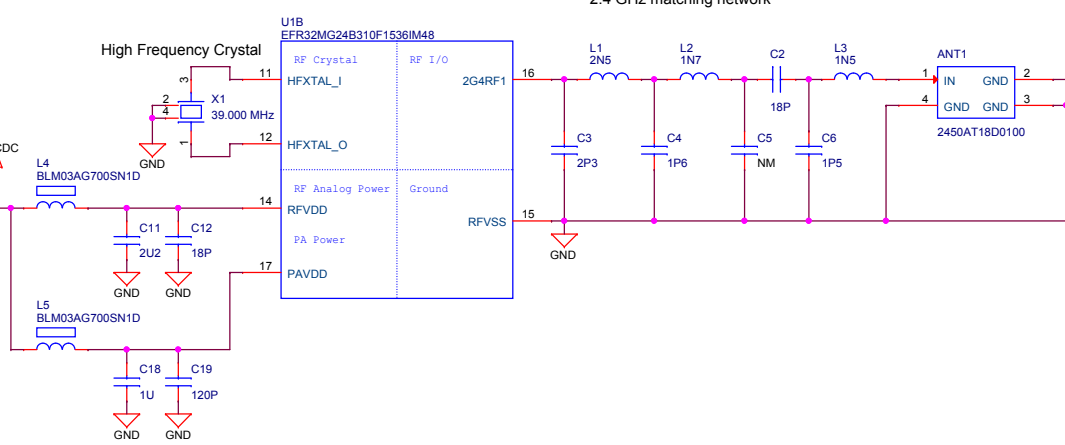 2.4 GHz matching network
U1B
EFR32MG24B310F1536IM48
High Frequency Crystal
RF Crystal
RF I/O
11
HFXTAL_I
2G4RF1
16
3
2
4
X1
39.000 MHz
1
12
HFXTAL_O
GND
L1
2N5
L2
1N7
C2
18P
L3
1N5
ANT1
1
IN
GND
2
4
GND
GND
3
2450AT18D0100
C3
2P3
C4
1P6
C5
NM
C6
1P5
L4
BLM03AG700SN1D
RF Analog Power
Ground
14
RFVDD
RFVSS
15
GND
PA Power
C11
2U2
C12
18P
17
PAVDD
GND
GND
L5
BLM03AG700SN1D
C18
1U
C19
120P
GND
GND